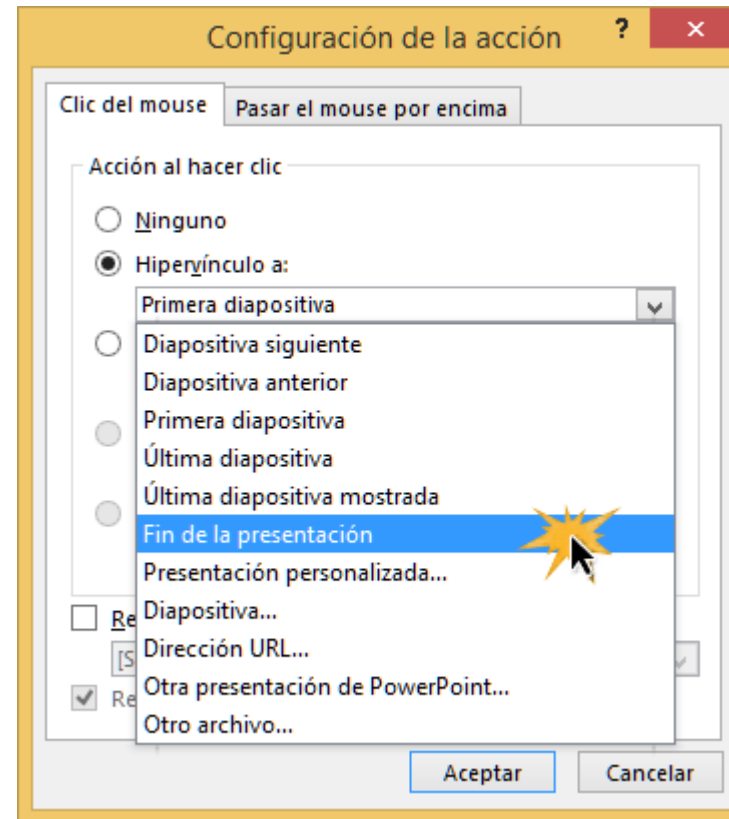 Configuración de la acción ?
Clic del mouse Pasar el mouse por encima
Acción al hacer clic
Ninguno
Hipervínculo a:
Primera diapositiva
Diapositiva siguiente
Diapositiva anterior
Primera diapositiva
Última diapositiva
Última diapositiva mostrada
Fin de la presentación
Presentación personalizada...
Diapositiva...
Dirección URL...
Otra presentación de PowerPoint...
Otro archivo...
Aceptar Cancelar